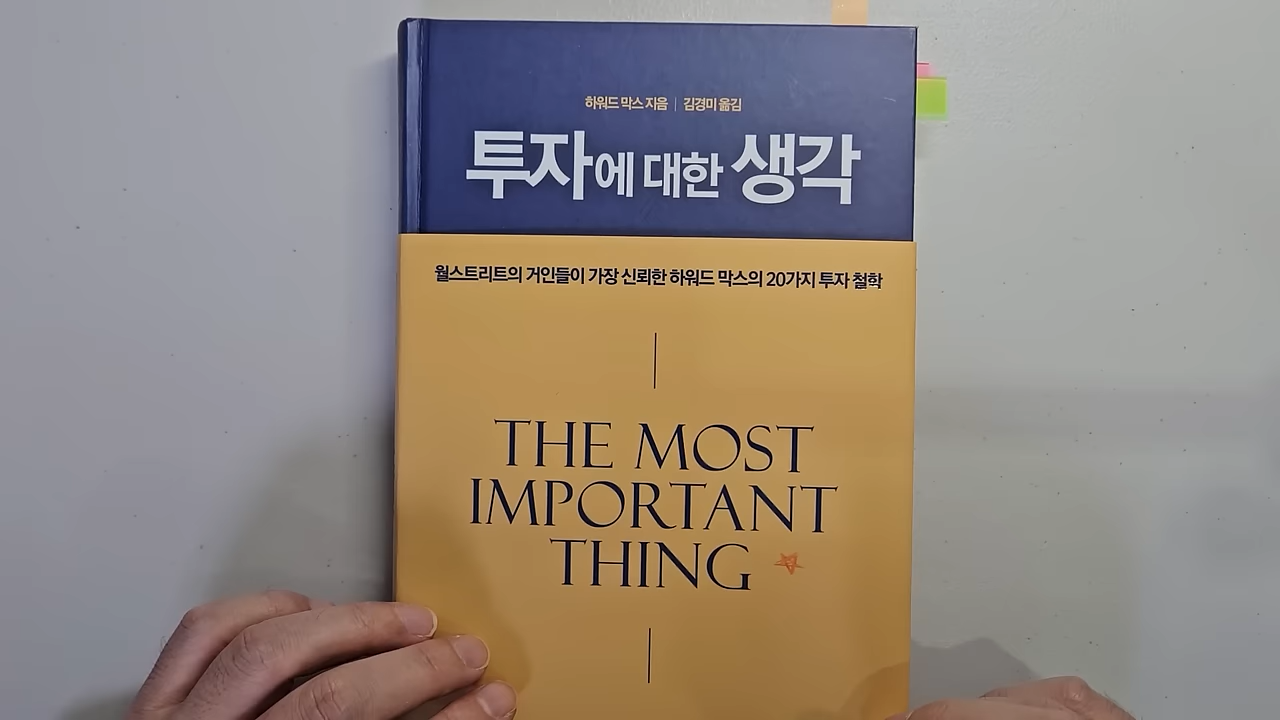 하워드 막스 지음 | 김경미 옮김
투자에 대한 생각
월스트리트의 거인들이 가장 신뢰한 하워드 막스의 20가지 투자 철학
THE MOST
IMPORTANT
THING